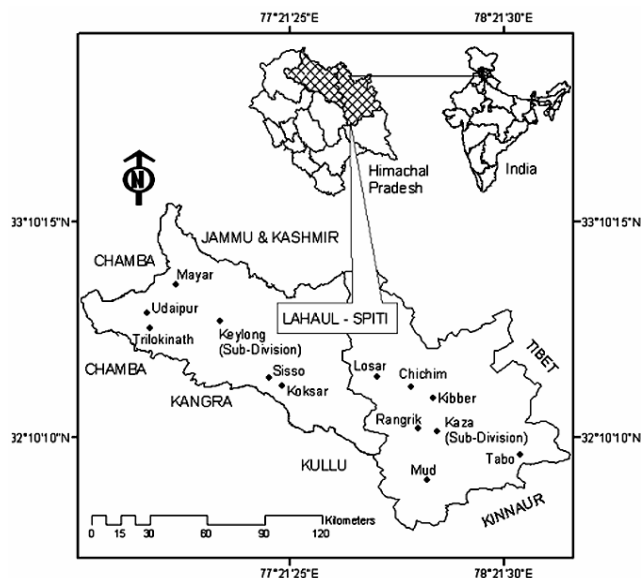 77°21'25"E
78°21'30"E
N
Himachal
Pradesh
India
33°10'15"N
33°10'15"N
JAMMU & KASHMIR
CHAMBA
Mayar
LAHAUL - SPITI
Udaipur
Trilokinath
Keylong
(Sub-Division)
TIBET
CHAMBA
Sisso
Koksar
Losar
Chichim
Kibber
KANGRA
Rangrik
Kaza
(Sub-Division)
32°10'10"N
32°10'10"N
KULLU
Mud
Tabo
KINNAUR
Kilometers
0 15 30 60 90 120
77°21'25"E
78°21'30"E